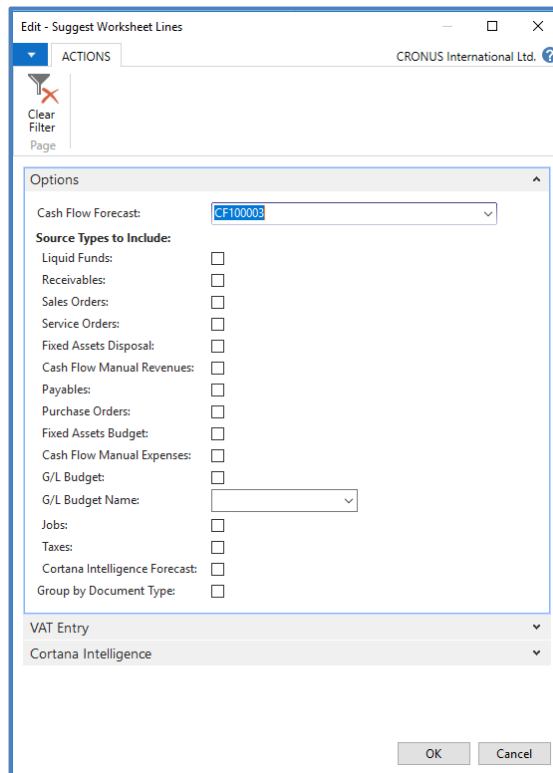 Edit - Suggest Worksheet Lines
ACTIONS
CRONUS International Ltd. ?
Clear
Filter
Page
Options
Cash Flow Forecast: CF100003
Source Types to Include:
Liquid Funds:
Receivables:
Sales Orders:
Service Orders:
Fixed Assets Disposal:
Cash Flow Manual Revenues:
Payables:
Purchase Orders:
Fixed Assets Budget:
Cash Flow Manual Expenses:
G/L Budget:
G/L Budget Name:
Jobs:
Taxes:
Cortana Intelligence Forecast:
Group by Document Type:
VAT Entry
Cortana Intelligence
OK Cancel